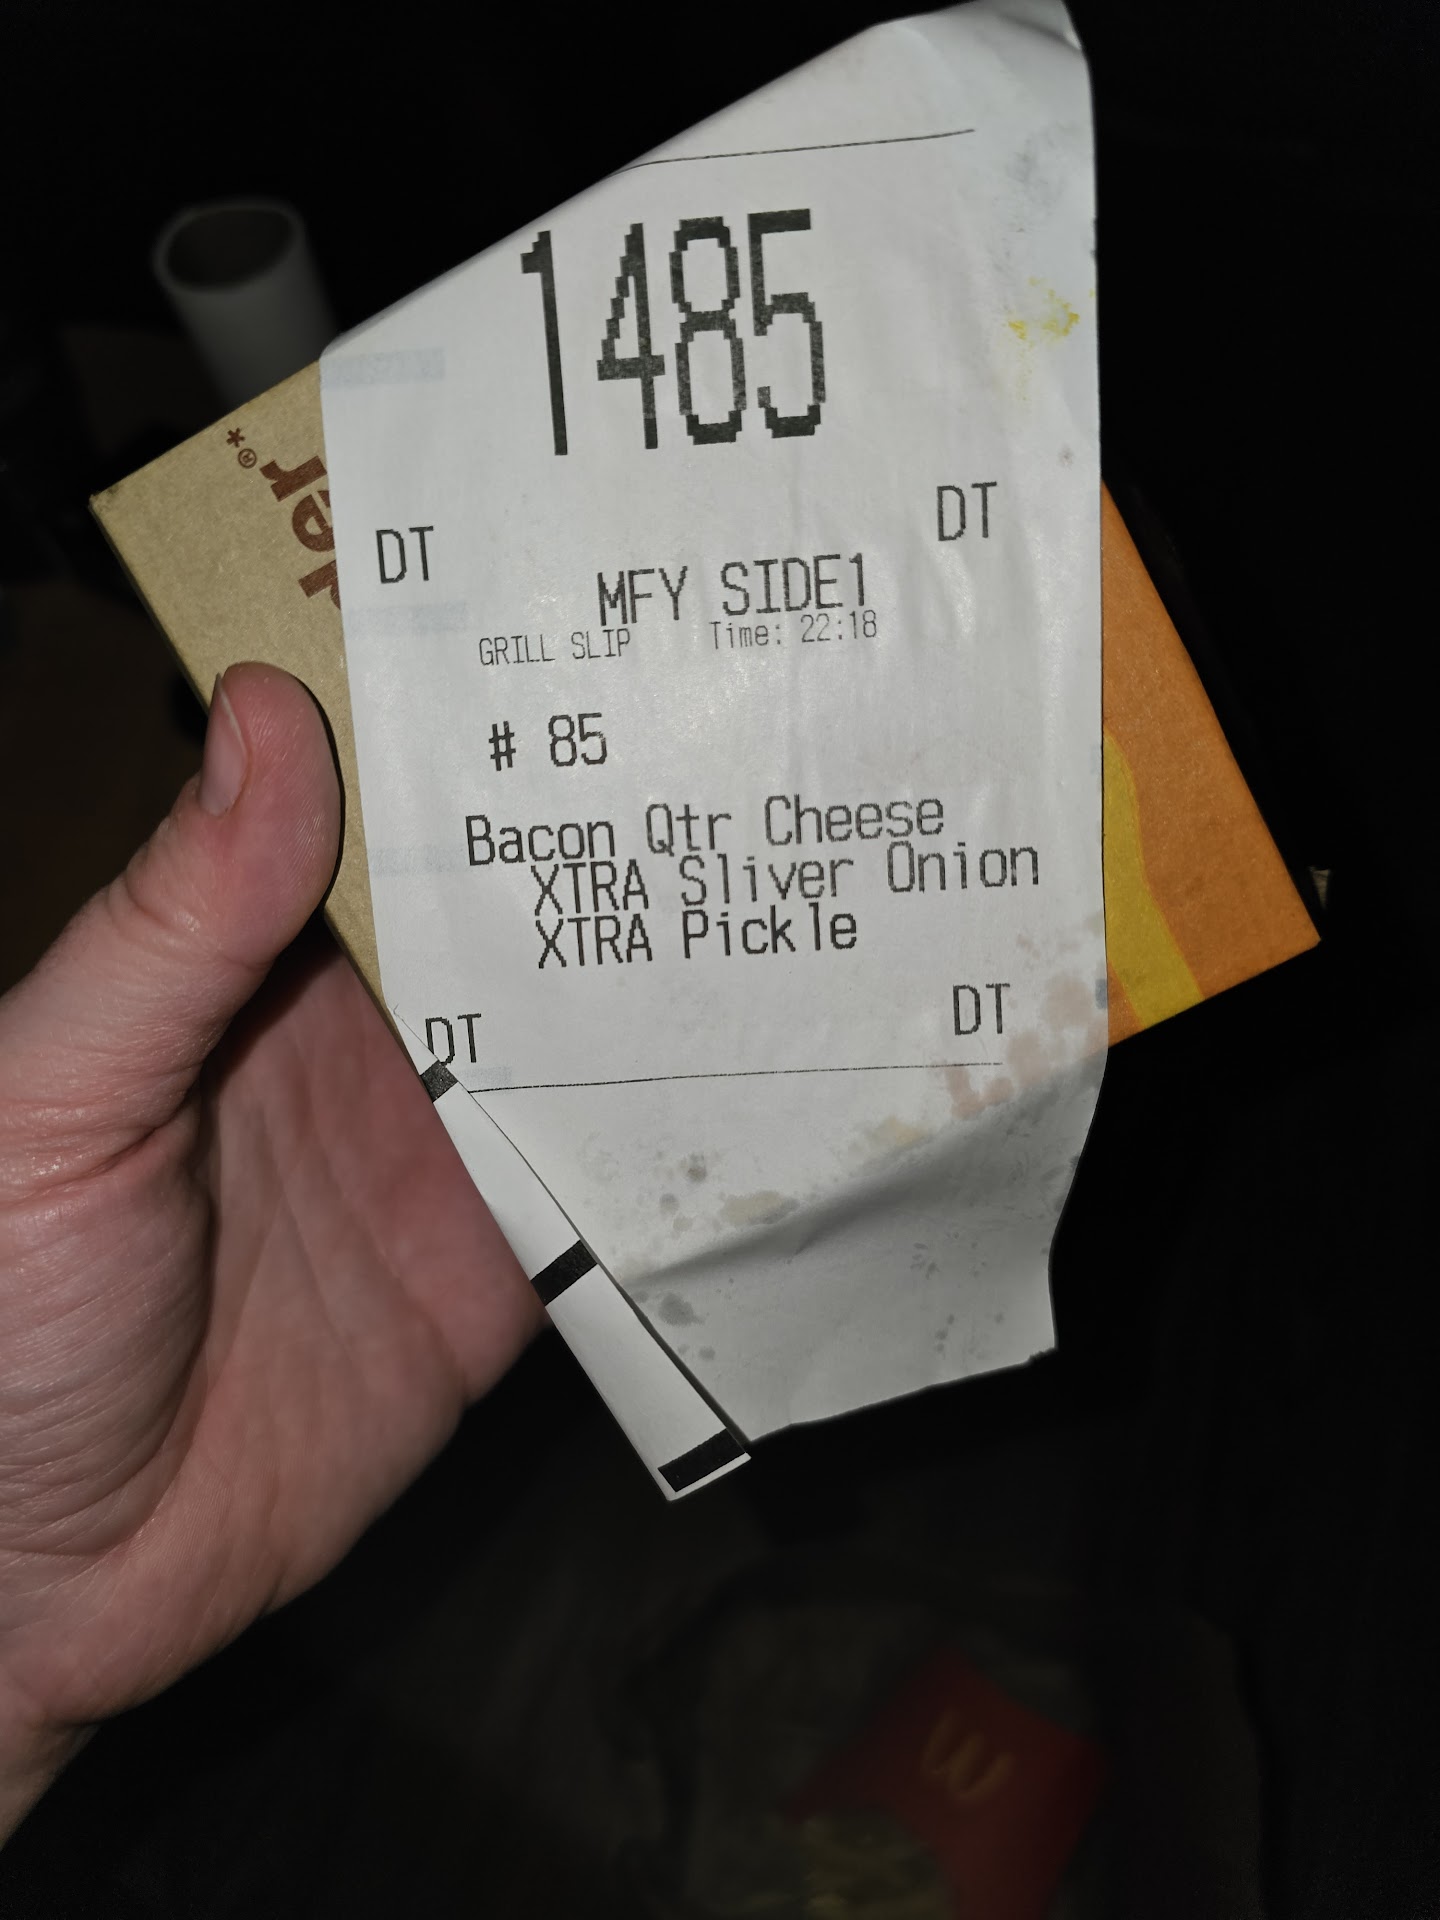 1485
DT DT
MFY SIDE1
GRILL SLIP Time: 22:18
# 85
Bacon Qtr Cheese
XTRA Sliver Onion
XTRA Pickle
DT DT
®*